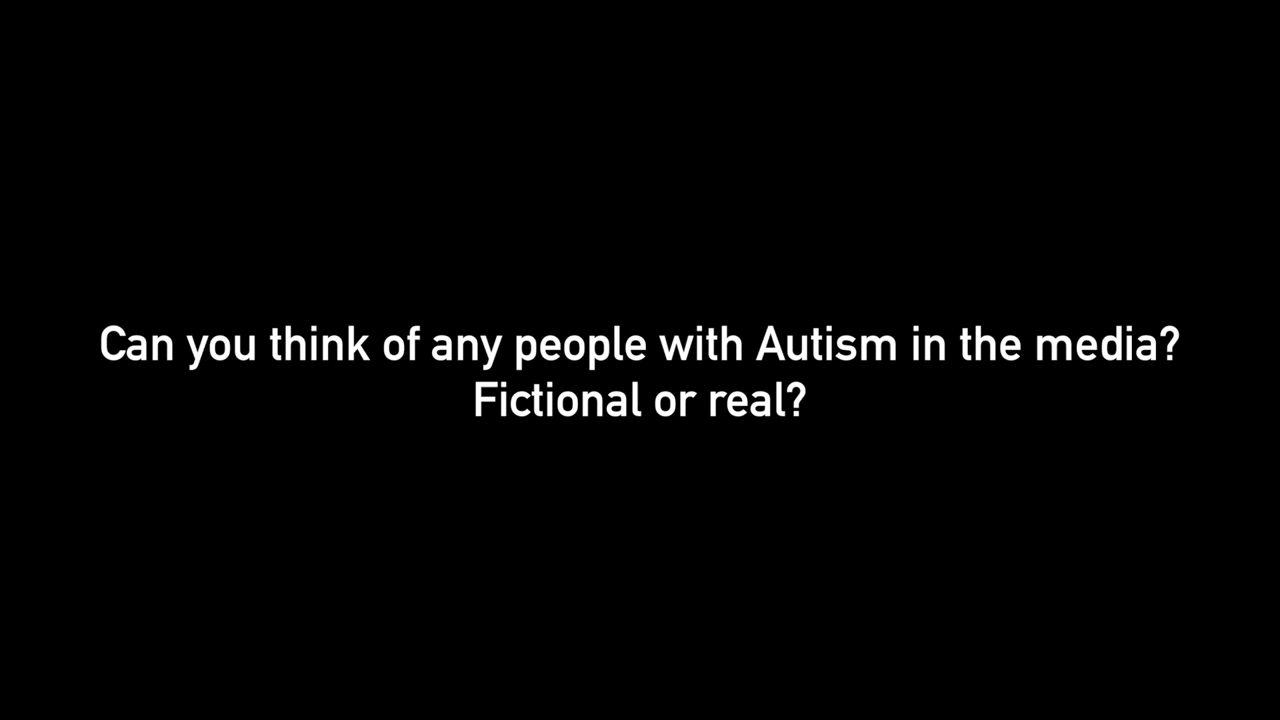 Can you think of any people with Autism in the media?
Fictional or real?